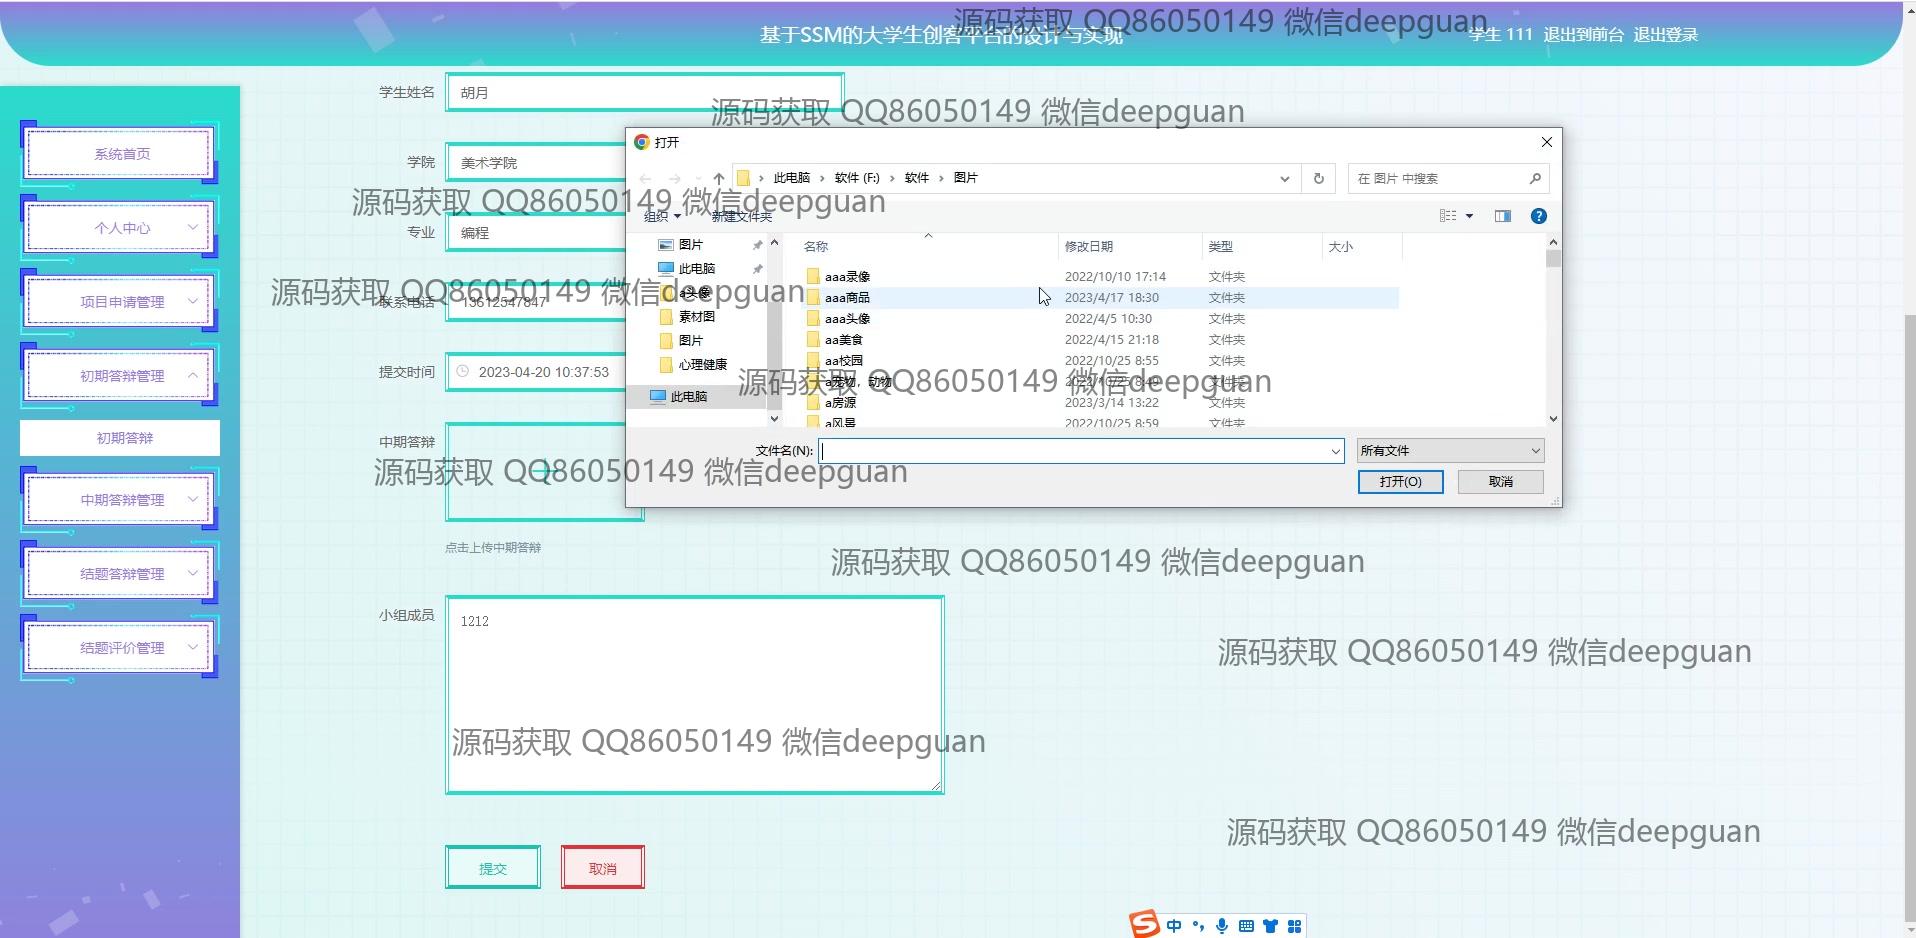 基于SSM的大学生创客平台的设计与实现
源码获取 QQ86050149 微信deepguan
学生 111 退出到前台 退出登录
系统首页
个人中心
项目申请管理
初期答辩管理
初期答辩
中期答辩管理
结题答辩管理
结题评价管理
学生姓名 胡月
源码获取 QQ86050149 微信deepguan
学院 美术学院
源码获取 QQ86050149 微信deepguan
专业 编程
源码获取 QQ86050149 微信deepguan
联系电话 13612547847
提交时间 2023-04-20 10:37:53
中期答辩
源码获取 QQ86050149 微信deepguan
点击上传中期答辩
小组成员 1212
打开
此电脑 › 软件 (F:) › 软件 › 图片
在 图片 中搜索
组织 新建文件夹
图片
此电脑
a头像
素材图
图片
心理健康
此电脑
名称 修改日期 类型 大小
aaa录像 2022/10/10 17:14 文件夹
aaa商品 2023/4/17 18:30 文件夹
aaa头像 2022/4/5 10:30 文件夹
aa美食 2022/4/15 21:18 文件夹
aa校园 2022/10/25 8:55 文件夹
a宠物，动物 2022/10/25 8:49 文件夹
源码获取 QQ86050149 微信deepguan
a房源 2023/3/14 13:22 文件夹
a风景 2022/10/25 8:59 文件夹
文件名(N): 所有文件
打开(O) 取消
源码获取 QQ86050149 微信deepguan
源码获取 QQ86050149 微信deepguan
源码获取 QQ86050149 微信deepguan
源码获取 QQ86050149 微信deepguan
提交 取消
S 中